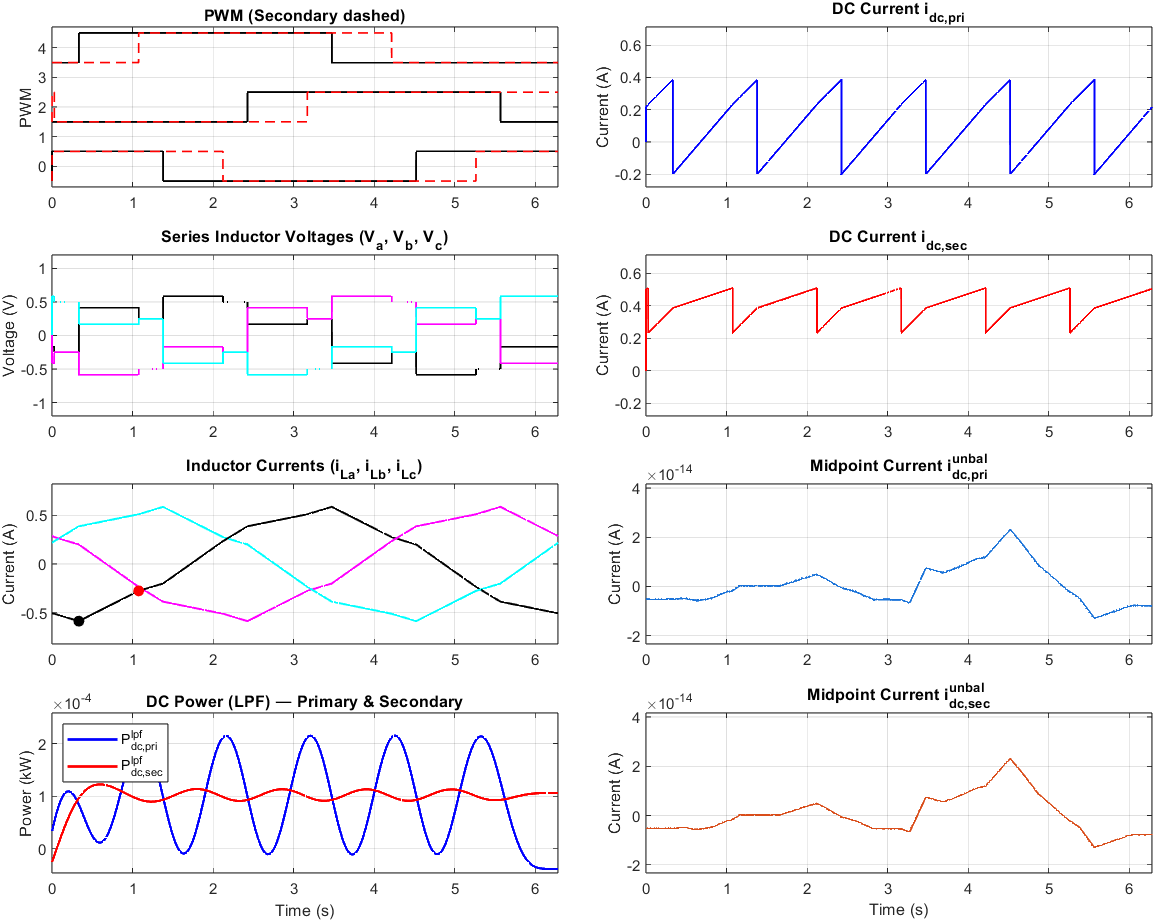 PWM (Secondary dashed)
PWM
4
3
2
1
0
0 1 2 3 4 5 6
DC Current i_dc,pri
Current (A)
0.6
0.4
0.2
0
-0.2
0 1 2 3 4 5 6
Series Inductor Voltages (V_a, V_b, V_c)
Voltage (V)
1
0.5
0
-0.5
-1
0 1 2 3 4 5 6
DC Current i_dc,sec
Current (A)
0.6
0.4
0.2
0
-0.2
0 1 2 3 4 5 6
Inductor Currents (i_La, i_Lb, i_Lc)
Current (A)
0.5
0
-0.5
0 1 2 3 4 5 6
Midpoint Current i_dc,pri^unbal
×10^-14
Current (A)
4
2
0
-2
0 1 2 3 4 5 6
DC Power (LPF) — Primary & Secondary
×10^-4
Power (kW)
2
1
0
P_dc,pri^lpf
P_dc,sec^lpf
0 1 2 3 4 5 6
Time (s)
Midpoint Current i_dc,sec^unbal
×10^-14
Current (A)
4
2
0
-2
0 1 2 3 4 5 6
Time (s)